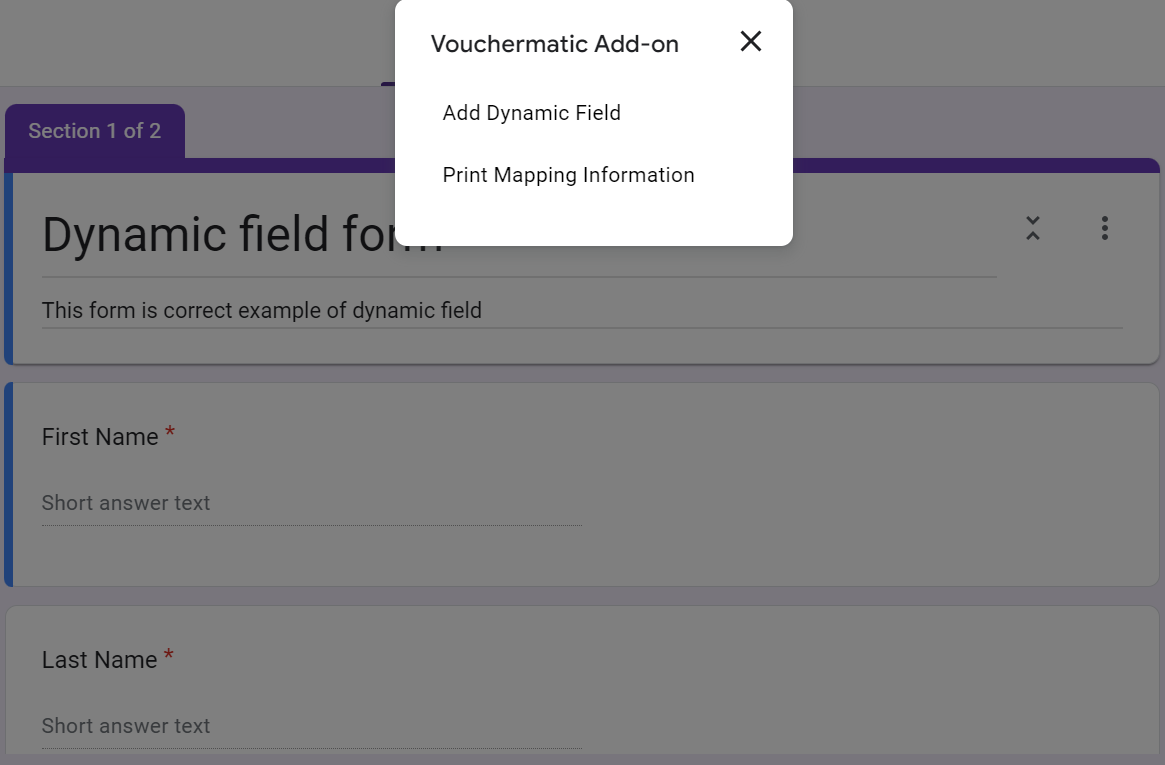 Vouchermatic Add-on
Add Dynamic Field
Print Mapping Information
Section 1 of 2
Dynamic field form
This form is correct example of dynamic field
First Name *
Short answer text
Last Name *
Short answer text